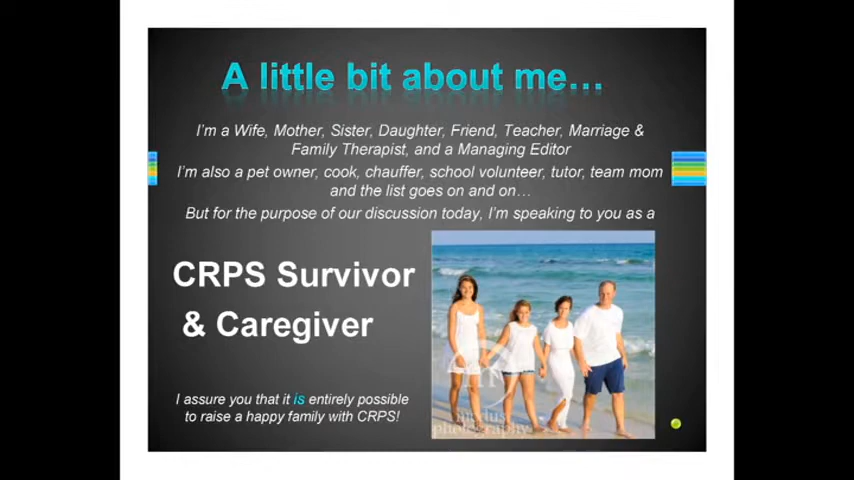 A little bit about me...
I'm a Wife, Mother, Sister, Daughter, Friend, Teacher, Marriage &
Family Therapist, and a Managing Editor
I'm also a pet owner, cook, chauffer, school volunteer, tutor, team mom
and the list goes on and on...
But for the purpose of our discussion today, I'm speaking to you as a
CRPS Survivor
& Caregiver
I assure you that it is entirely possible
to raise a happy family with CRPS!
photography